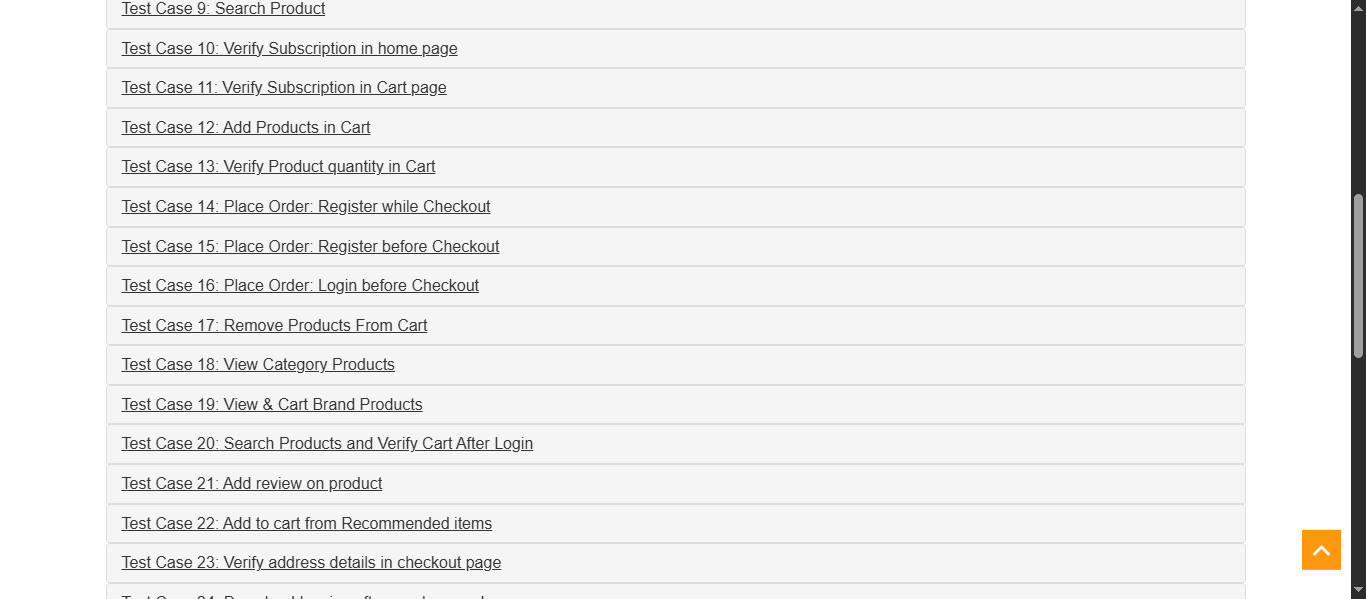 Test Case 9: Search Product
Test Case 10: Verify Subscription in home page
Test Case 11: Verify Subscription in Cart page
Test Case 12: Add Products in Cart
Test Case 13: Verify Product quantity in Cart
Test Case 14: Place Order: Register while Checkout
Test Case 15: Place Order: Register before Checkout
Test Case 16: Place Order: Login before Checkout
Test Case 17: Remove Products From Cart
Test Case 18: View Category Products
Test Case 19: View & Cart Brand Products
Test Case 20: Search Products and Verify Cart After Login
Test Case 21: Add review on product
Test Case 22: Add to cart from Recommended items
Test Case 23: Verify address details in checkout page
Test Case 24: